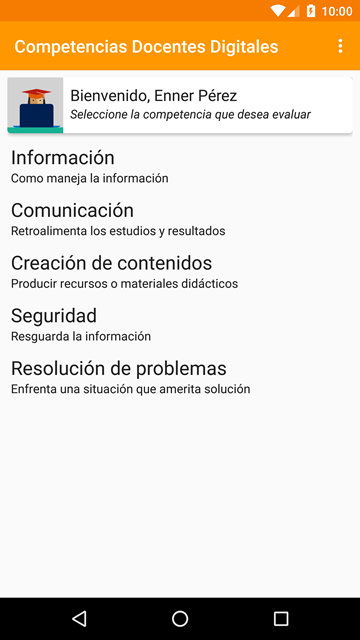 10:00
Competencias Docentes Digitales
Bienvenido, Enner Pérez
Seleccione la competencia que desea evaluar
Información
Como maneja la información
Comunicación
Retroalimenta los estudios y resultados
Creación de contenidos
Producir recursos o materiales didácticos
Seguridad
Resguarda la información
Resolución de problemas
Enfrenta una situación que amerita solución